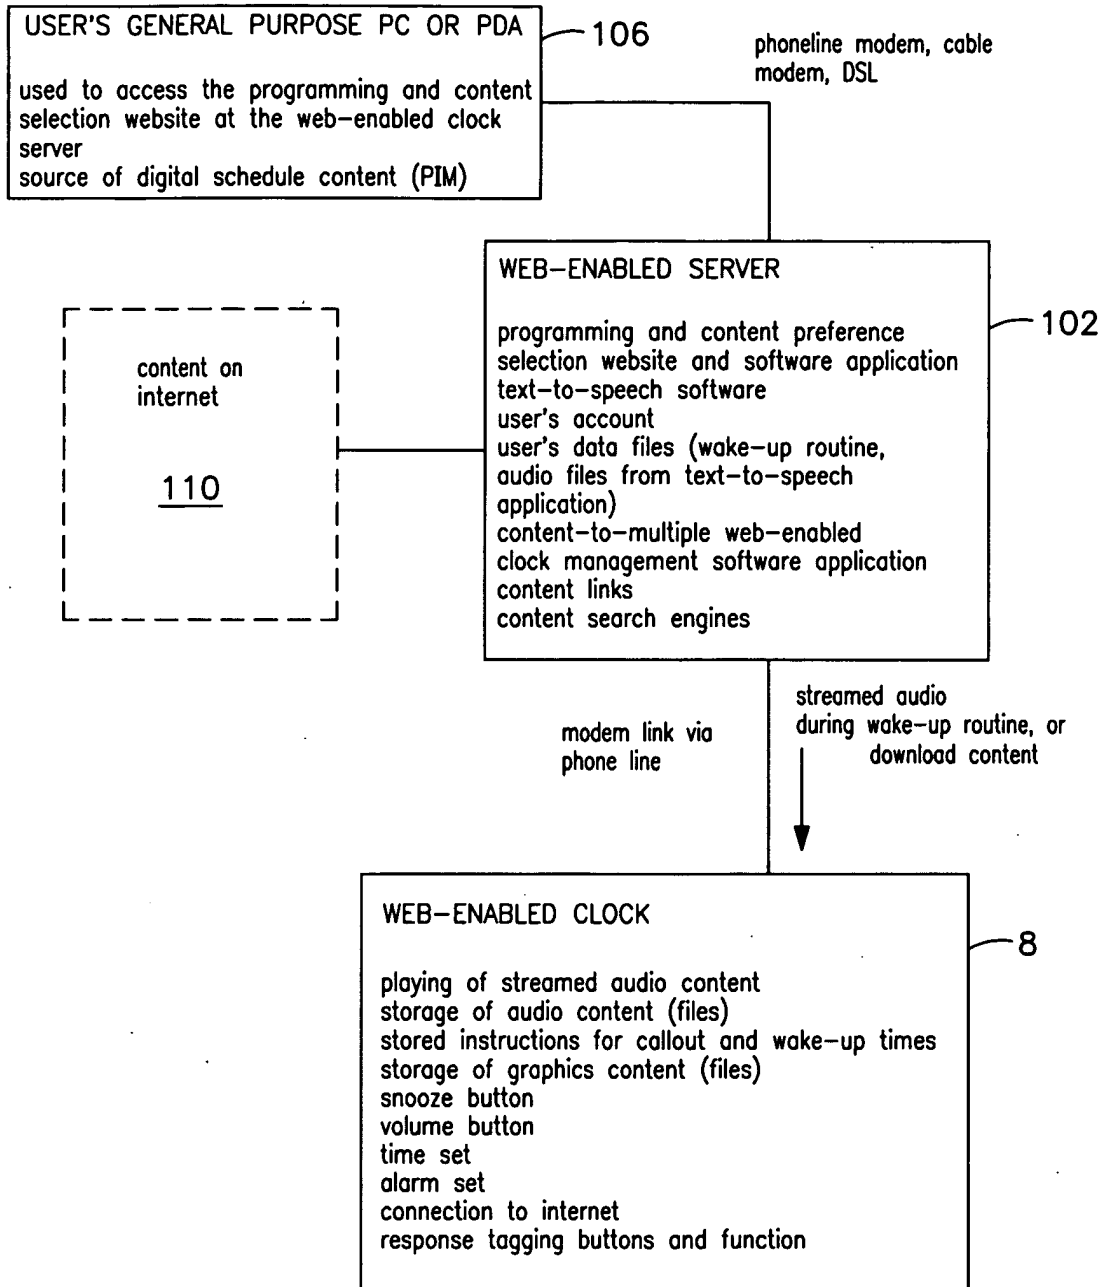 USER'S GENERAL PURPOSE PC OR PDA
106
used to access the programming and content
selection website at the web-enabled clock
server
source of digital schedule content (PIM)
phoneline modem, cable
modem, DSL
WEB-ENABLED SERVER
102
programming and content preference
selection website and software application
text-to-speech software
user's account
user's data files (wake-up routine,
audio files from text-to-speech
application)
content-to-multiple web-enabled
clock management software application
content links
content search engines
content on
internet
110
modem link via
phone line
streamed audio
during wake-up routine, or
download content
WEB-ENABLED CLOCK
8
playing of streamed audio content
storage of audio content (files)
stored instructions for callout and wake-up times
storage of graphics content (files)
snooze button
volume button
time set
alarm set
connection to internet
response tagging buttons and function